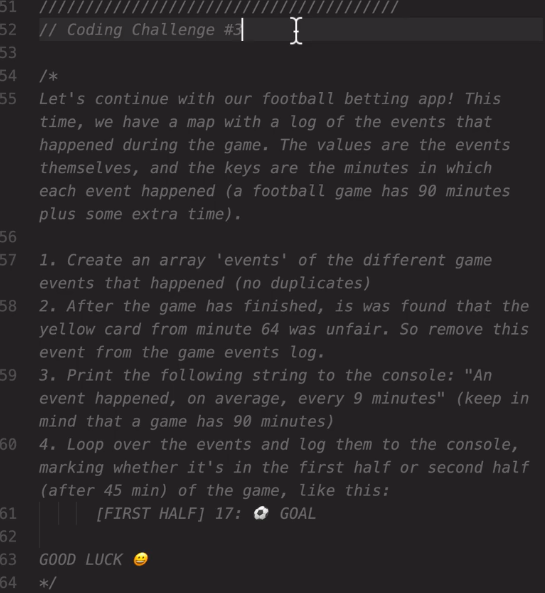 51 ////////////////////////////////////////
52 // Coding Challenge #3
53
54 /*
55 Let's continue with our football betting app! This
time, we have a map with a log of the events that
happened during the game. The values are the events
themselves, and the keys are the minutes in which
each event happened (a football game has 90 minutes
plus some extra time).
56
57 1. Create an array 'events' of the different game
events that happened (no duplicates)
58 2. After the game has finished, is was found that the
yellow card from minute 64 was unfair. So remove this
event from the game events log.
59 3. Print the following string to the console: "An
event happened, on average, every 9 minutes" (keep in
mind that a game has 90 minutes)
60 4. Loop over the events and log them to the console,
marking whether it's in the first half or second half
(after 45 min) of the game, like this:
61 [FIRST HALF] 17: ⚽ GOAL
62
63 GOOD LUCK 😀
64 */